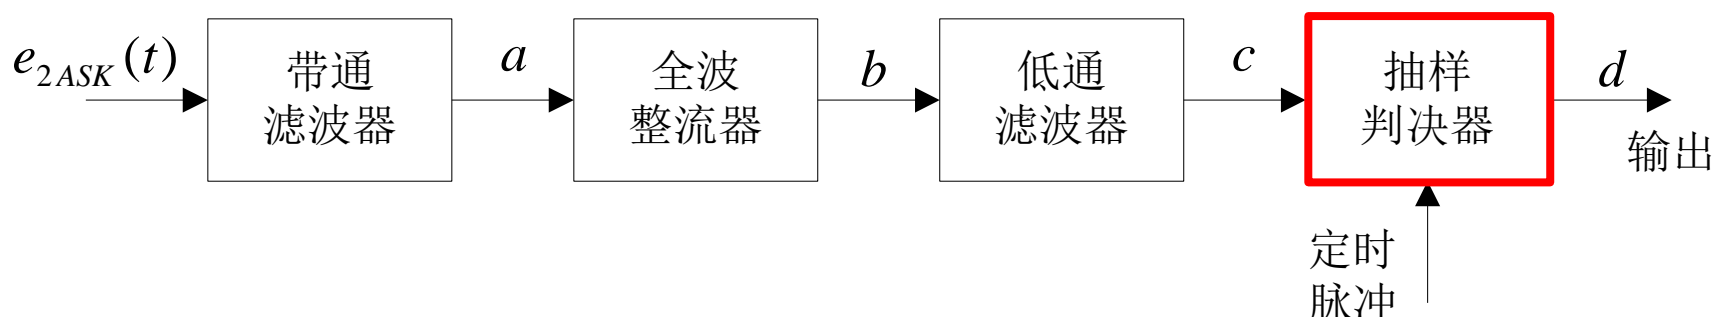 e2ASK(t)
带通
滤波器
a
全波
整流器
b
低通
滤波器
c
抽样
判决器
d
输出
定时
脉冲